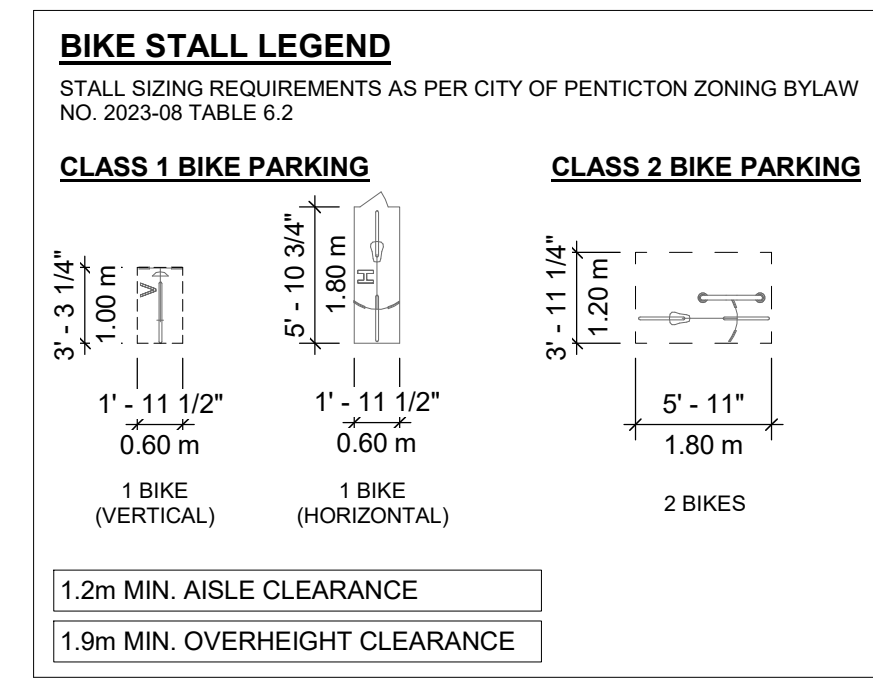 BIKE STALL LEGEND
STALL SIZING REQUIREMENTS AS PER CITY OF PENTICTON ZONING BYLAW
NO. 2023-08 TABLE 6.2
CLASS 1 BIKE PARKING
3' - 3 1/4"
1.00 m
V
1' - 11 1/2"
0.60 m
1 BIKE
(VERTICAL)
5' - 10 3/4"
1.80 m
H
1' - 11 1/2"
0.60 m
1 BIKE
(HORIZONTAL)
CLASS 2 BIKE PARKING
3' - 11 1/4"
1.20 m
5' - 11"
1.80 m
2 BIKES
1.2m MIN. AISLE CLEARANCE
1.9m MIN. OVERHEIGHT CLEARANCE